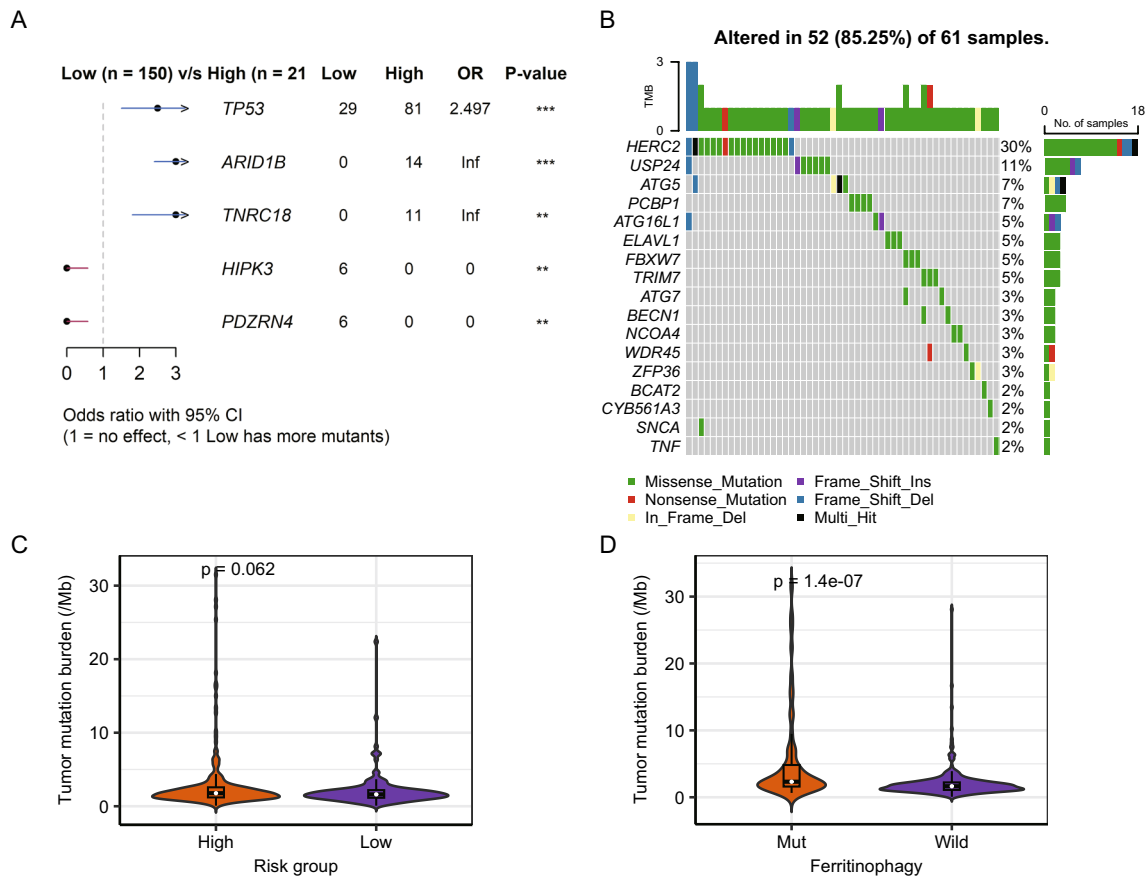 A
Low (n = 150) v/s High (n = 21 Low High OR P-value
TP53 29 81 2.497 ***
ARID1B 0 14 Inf ***
TNRC18 0 11 Inf **
HIPK3 6 0 0 **
PDZRN4 6 0 0 **
0 1 3
Odds ratio with 95% CI
(1 = no effect, < 1 Low has more mutants)
B
Altered in 52 (85.25%) of 61 samples.
TMB
3
0
0 18
No. of samples
HERC2 30%
USP24 11%
ATG5 7%
PCBP1 7%
ATG16L1 5%
ELAVL1 5%
FBXW7 5%
TRIM7 5%
ATG7 3%
BECN1 3%
NCOA4 3%
WDR45 3%
ZFP36 3%
BCAT2 2%
CYB561A3 2%
SNCA 2%
TNF 2%
Missense_Mutation Frame_Shift_Ins
Nonsense_Mutation Frame_Shift_Del
In_Frame_Del Multi_Hit
C
p = 0.062
Tumor mutation burden (/Mb)
30
20
10
0
High Low
Risk group
D
p = 1.4e-07
Tumor mutation burden (/Mb)
30
20
10
0
Mut Wild
Ferritinophagy